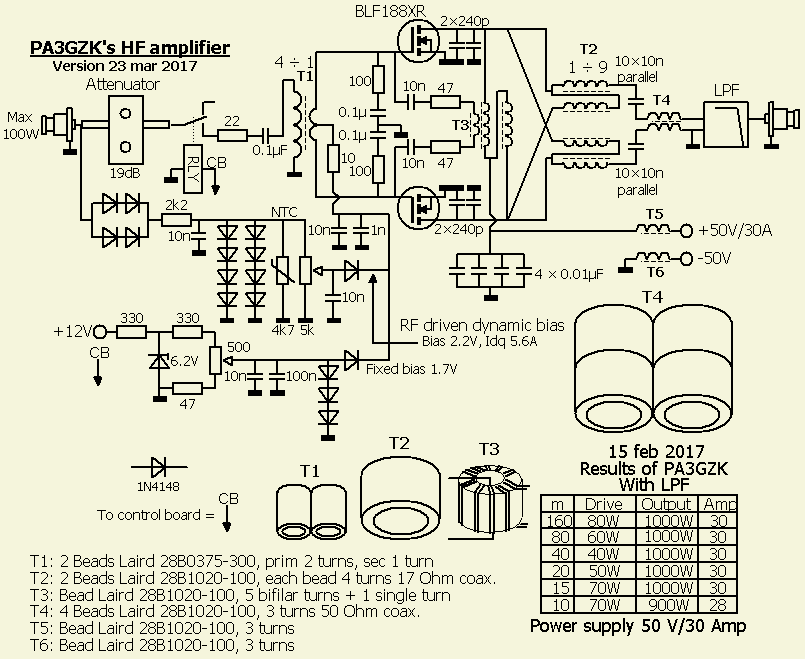 BLF188XR
2×240p
PA3GZK's HF amplifier
Version 23 mar 2017
Attenuator
4 ÷ 1
T1
T2
1 ÷ 9
10×10n
parallel
T4
LPF
Max
100W
100
10n
47
22
0.1µ
0.1µ
T3
0.1µF
19dB
RLY
CB
10
100
10n
47
10×10n
parallel
2k2
NTC
10n
10n
1n
2×240p
T5
+50V/30A
-50V
T6
4 × 0.01µF
10n
4k7
5k
T4
RF driven dynamic bias
Bias 2.2V, Idq 5.6A
+12V
330
330
CB
6.2V
500
10n
100n
Fixed bias 1.7V
47
1N4148
To control board =
CB
T1
T2
T3
15 feb 2017
Results of PA3GZK
With LPF
m Drive Output Amp
160 80W 1000W 30
80 60W 1000W 30
40 40W 1000W 30
20 50W 1000W 30
15 70W 1000W 30
10 70W 900W 28
Power supply 50 V/30 Amp
T1: 2 Beads Laird 28B0375-300, prim 2 turns, sec 1 turn
T2: 2 Beads Laird 28B1020-100, each bead 4 turns 17 Ohm coax.
T3: Bead Laird 28B1020-100, 5 bifilar turns + 1 single turn
T4: 4 Beads Laird 28B1020-100, 3 turns 50 Ohm coax.
T5: Bead Laird 28B1020-100, 3 turns
T6: Bead Laird 28B1020-100, 3 turns